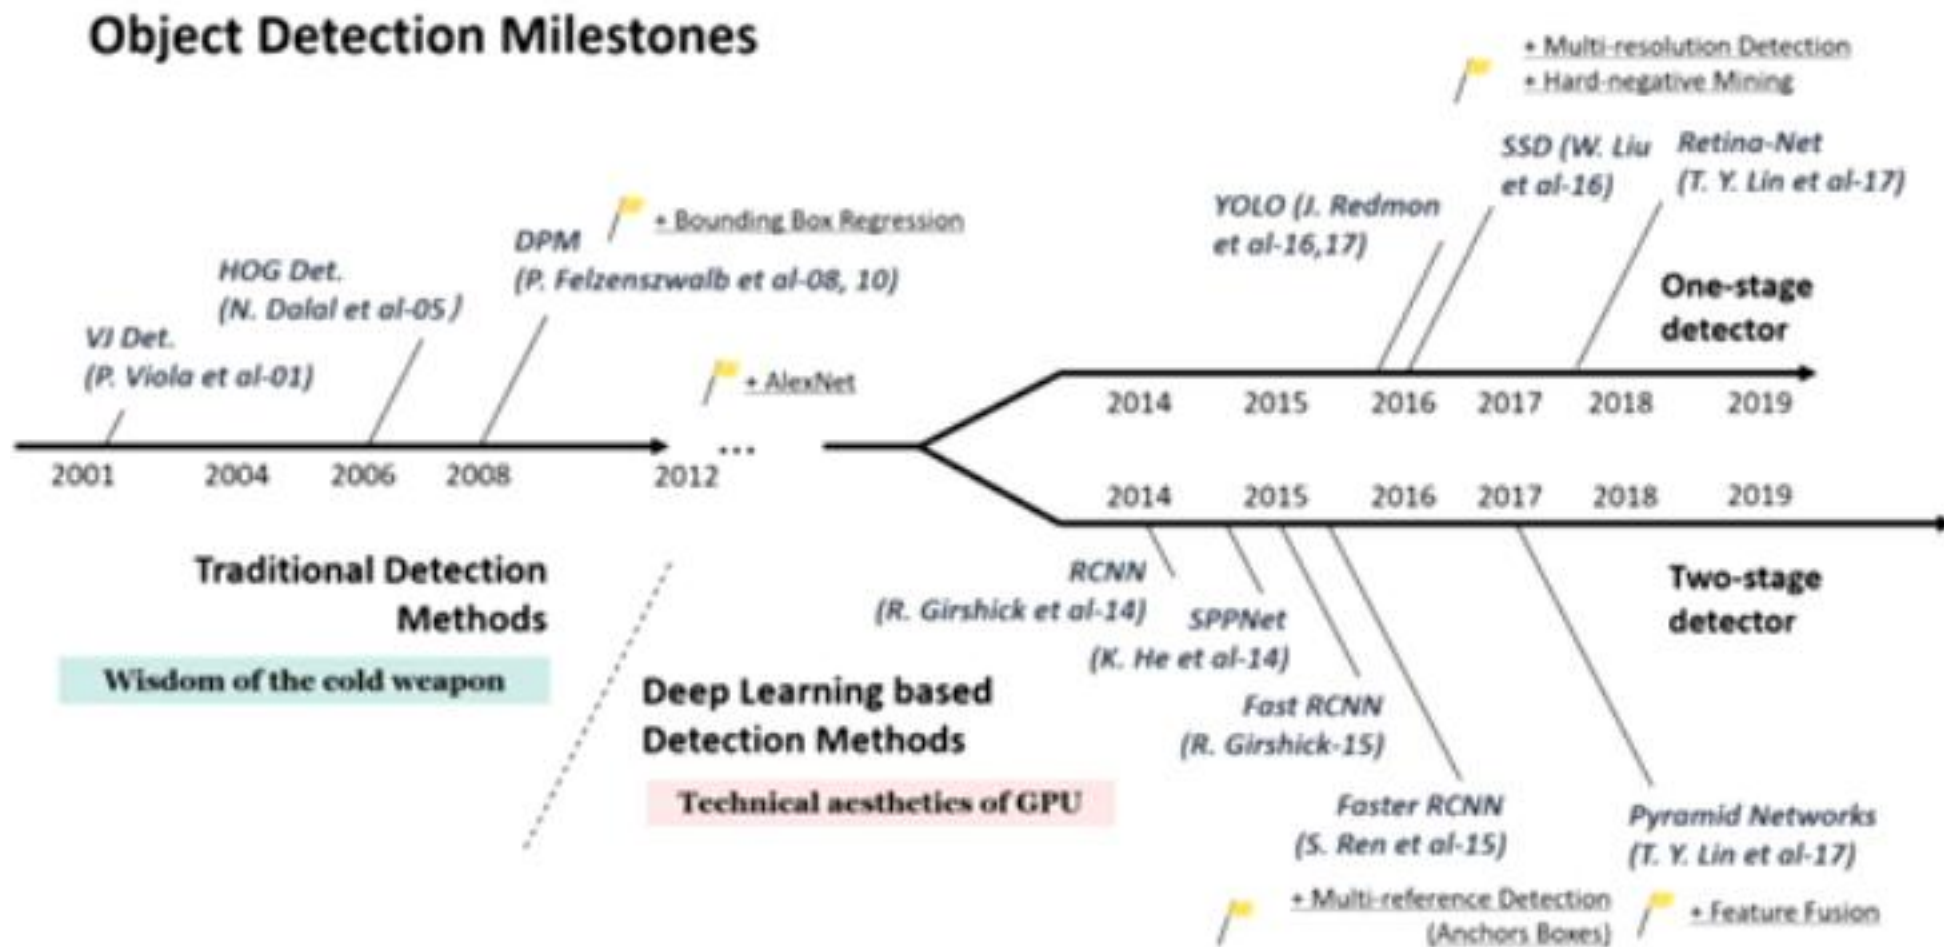 Object Detection Milestones
+ Multi-resolution Detection
+ Hard-negative Mining
SSD (W. Liu
et al-16)
Retina-Net
(T. Y. Lin et al-17)
YOLO (J. Redmon
et al-16,17)
+ Bounding Box Regression
DPM
(P. Felzenszwalb et al-08, 10)
HOG Det.
(N. Dalal et al-05)
VJ Det.
(P. Viola et al-01)
+ AlexNet
One-stage
detector
2014 2015 2016 2017 2018 2019
...
2001 2004 2006 2008 2012
2014 2015 2016 2017 2018 2019
Traditional Detection
Methods
Wisdom of the cold weapon
Deep Learning based
Detection Methods
Technical aesthetics of GPU
RCNN
(R. Girshick et al-14)
SPPNet
(K. He et al-14)
Fast RCNN
(R. Girshick-15)
Faster RCNN
(S. Ren et al-15)
+ Multi-reference Detection
(Anchors Boxes)
Two-stage
detector
Pyramid Networks
(T. Y. Lin et al-17)
+ Feature Fusion